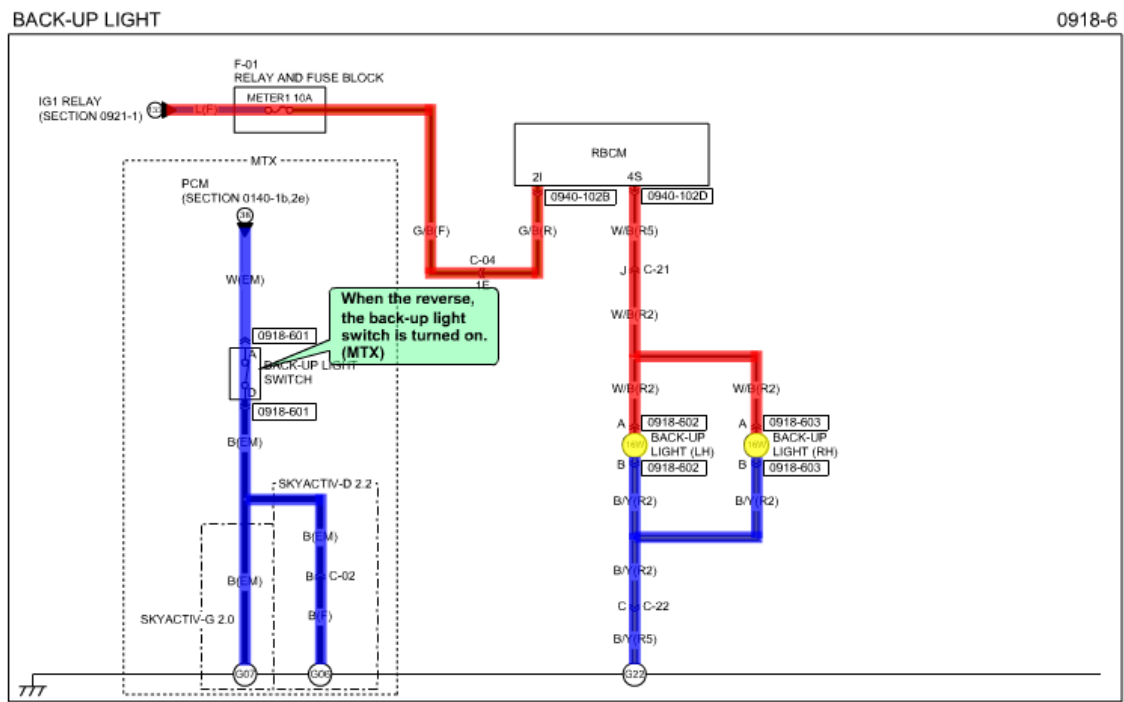 BACK-UP LIGHT
0918-6
F-01
RELAY AND FUSE BLOCK
METER1 10A
IG1 RELAY
(SECTION 0921-1)
L(F)
RBCM
2I
4S
0940-102B
0940-102D
MTX
PCM
(SECTION 0140-1b,2e)
38
G/B(F)
G/B(R)
W/B(R5)
C-04
1E
J
C-21
W(EM)
When the reverse,
the back-up light
switch is turned on.
(MTX)
W/B(R2)
0918-601
A
BACK-UP LIGHT
SWITCH
D
0918-601
W/B(R2)
W/B(R2)
A
0918-602
A
0918-603
16W
BACK-UP
LIGHT (LH)
16W
BACK-UP
LIGHT (RH)
B
0918-602
B
0918-603
B(EM)
SKYACTIV-D 2.2
B/Y(R2)
B/Y(R2)
B(EM)
B(EM)
B
C-02
B/Y(R2)
SKYACTIV-G 2.0
B(F)
C
C-22
B/Y(R5)
G07
G06
G22